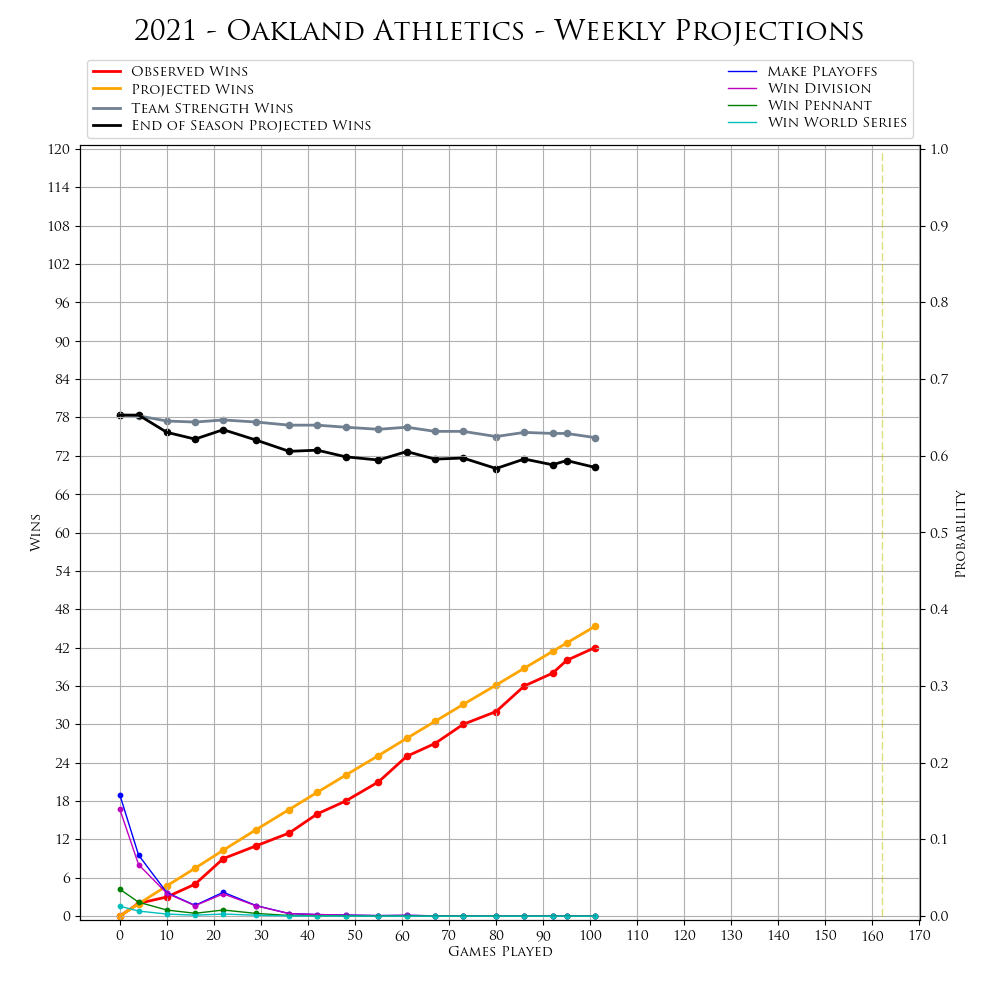 2021 - Oakland Athletics - Weekly Projections
Observed Wins
Projected Wins
Team Strength Wins
End of Season Projected Wins
Make Playoffs
Win Division
Win Pennant
Win World Series
120
114
108
102
96
90
84
78
72
66
60
54
48
42
36
30
24
18
12
6
0
Wins
1.0
0.9
0.8
0.7
0.6
0.5
0.4
0.3
0.2
0.1
0.0
Probability
0 10 20 30 40 50 60 70 80 90 100 110 120 130 140 150 160 170
Games Played